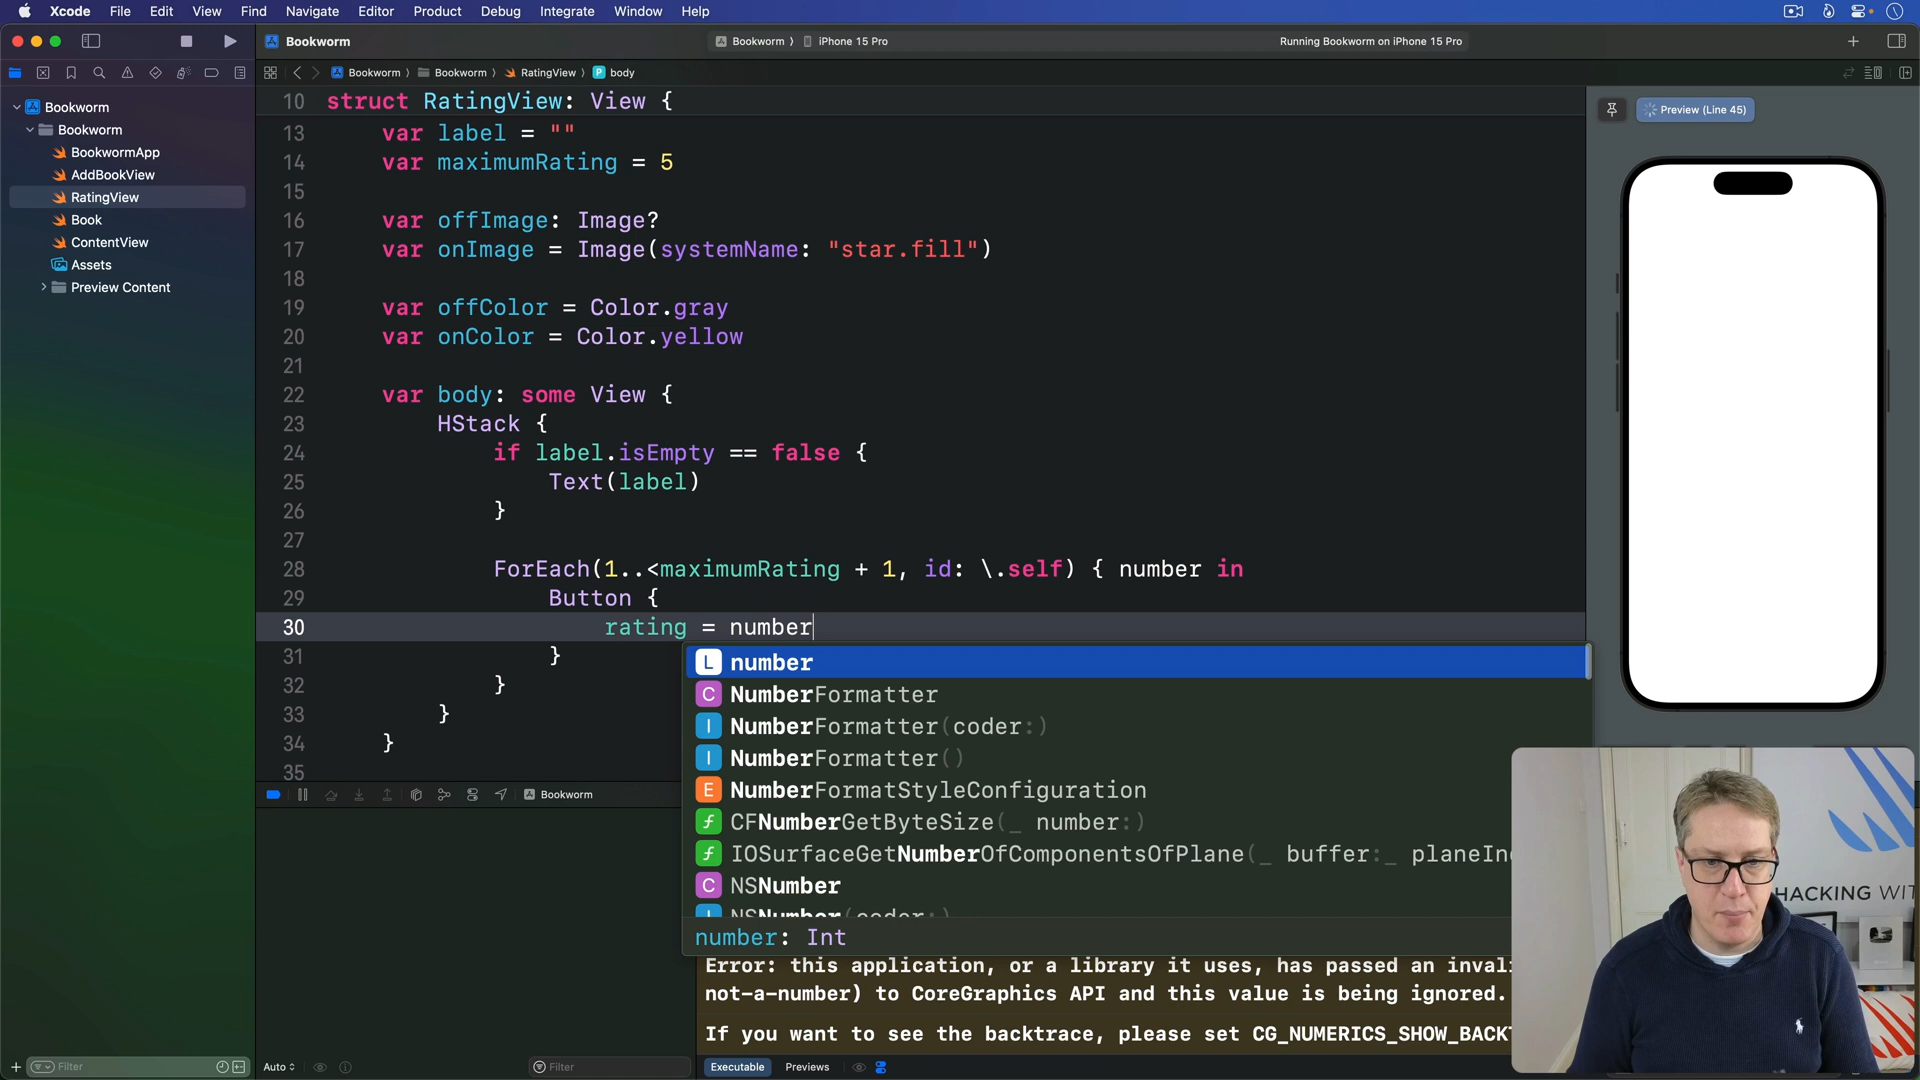 Xcode File Edit View Find Navigate Editor Product Debug Integrate Window Help
Bookworm
Bookworm iPhone 15 Pro
Running Bookworm on iPhone 15 Pro
Bookworm Bookworm RatingView P body
Bookworm
Bookworm
BookwormApp
AddBookView
RatingView
Book
ContentView
Assets
Preview Content
10 struct RatingView: View {
13 var label = ""
14 var maximumRating = 5
15
16 var offImage: Image?
17 var onImage = Image(systemName: "star.fill")
18
19 var offColor = Color.gray
20 var onColor = Color.yellow
21
22 var body: some View {
23 HStack {
24 if label.isEmpty == false {
25 Text(label)
26 }
27
28 ForEach(1..<maximumRating + 1, id: \.self) { number in
29 Button {
30 rating = number
31 }
32 }
33 }
34 }
35
L number
C NumberFormatter
I NumberFormatter(coder:)
I NumberFormatter()
E NumberFormatStyleConfiguration
f CFNumberGetByteSize(_ number:)
f IOSurfaceGetNumberOfComponentsOfPlane(_ buffer:_ planeIn
C NSNumber
I NSNumber(coder:)
number: Int
Preview (Line 45)
Bookworm
Error: this application, or a library it uses, has passed an invali
not-a-number) to CoreGraphics API and this value is being ignored.
If you want to see the backtrace, please set CG_NUMERICS_SHOW_BACKT
HACKING WIT
Filter
Auto
Filter
Executable Previews